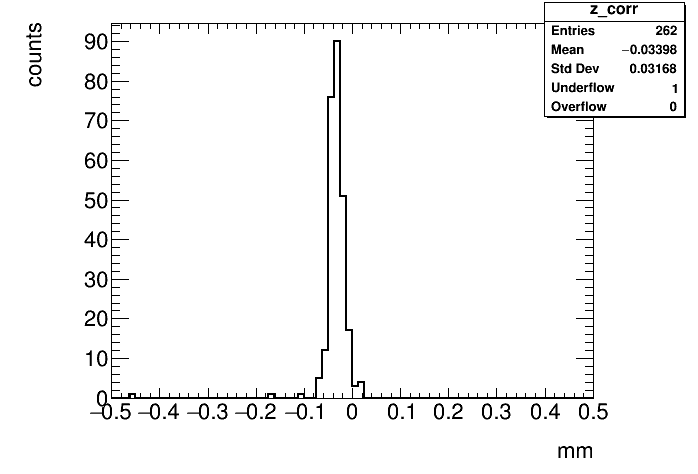 z_corr
Entries 262
Mean −0.03398
Std Dev 0.03168
Underflow 1
Overflow 0
counts
90
80
70
60
50
40
30
20
10
0
−0.5 −0.4 −0.3 −0.2 −0.1 0 0.1 0.2 0.3 0.4 0.5
mm